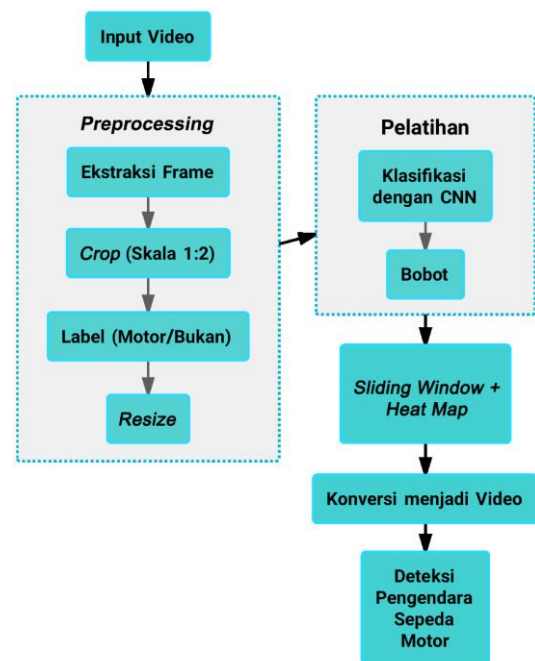 Input Video
Preprocessing
Ekstraksi Frame
Crop (Skala 1:2)
Label (Motor/Bukan)
Resize
Pelatihan
Klasifikasi
dengan CNN
Bobot
Sliding Window +
Heat Map
Konversi menjadi Video
Deteksi
Pengendara
Sepeda
Motor